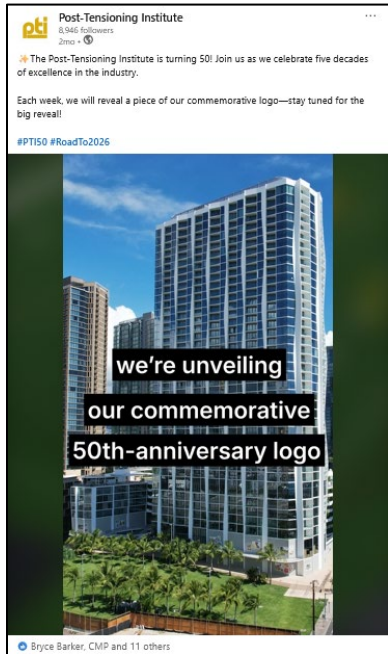 pti
Post-Tensioning Institute
8,946 followers
2mo •
The Post-Tensioning Institute is turning 50! Join us as we celebrate five decades
of excellence in the industry.
Each week, we will reveal a piece of our commemorative logo—stay tuned for the
big reveal!
#PTI50 #RoadTo2026
we're unveiling
our commemorative
50th-anniversary logo
Bryce Barker, CMP and 11 others